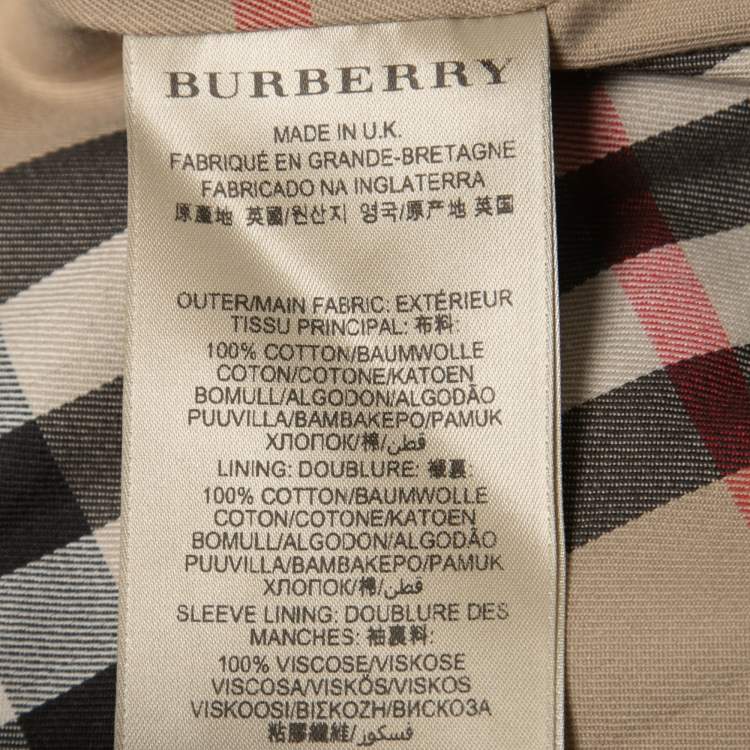 BURBERRY
MADE IN U.K.
FABRIQUÉ EN GRANDE-BRETAGNE
FABRICADO NA INGLATERRA
原產地 英國/원산지 영국/原产地 英国
OUTER/MAIN FABRIC: EXTÉRIEUR
TISSU PRINCIPAL: 布料:
100% COTTON/BAUMWOLLE
COTON/COTONE/KATOEN
BOMULL/ALGODON/ALGODÃO
PUUVILLA/BAMBAKEPO/PAMUK
ХЛОПОК/棉/قطن
LINING: DOUBLURE: 襯裏:
100% COTTON/BAUMWOLLE
COTON/COTONE/KATOEN
BOMULL/ALGODON/ALGODÃO
PUUVILLA/BAMBAKEPO/PAMUK
ХЛОПОК/棉/قطن
SLEEVE LINING: DOUBLURE DES
MANCHES: 袖裏料:
100% VISCOSE/VISKOSE
VISCOSA/VISKÖS/VISKOS
VISKOOSI/ΒΙΣΚΟΖΗ/ВИСКОЗА
粘膠纖維/فسكوز